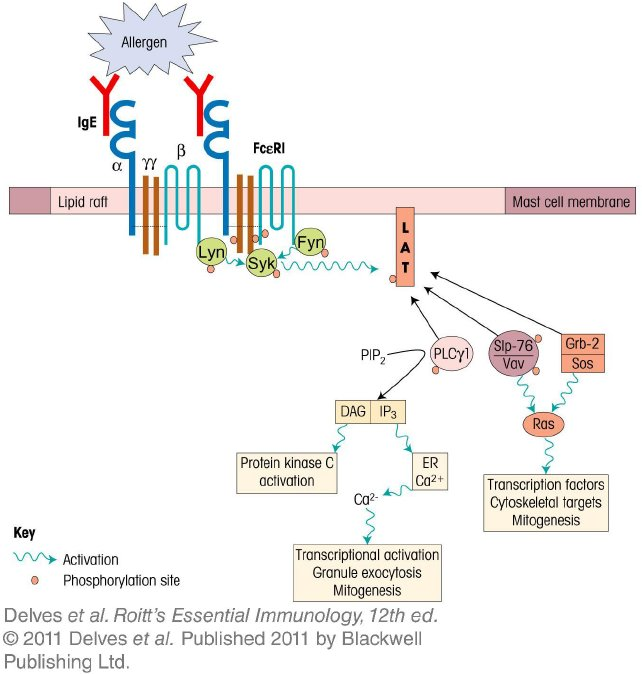 Allergen
IgE
FcεRI
α
γγ
β
Lipid raft
Mast cell membrane
L
A
T
Lyn
Syk
Fyn
PIP2
PLCγ1
Slp-76
Vav
Grb-2
Sos
DAG
IP3
Ras
Protein kinase C
activation
ER
Ca2+
Ca2-
Transcription factors
Cytoskeletal targets
Mitogenesis
Transcriptional activation
Granule exocytosis
Mitogenesis
Key
Activation
Phosphorylation site
Delves et al. Roitt's Essential Immunology, 12th ed.
© 2011 Delves et al. Published 2011 by Blackwell
Publishing Ltd.